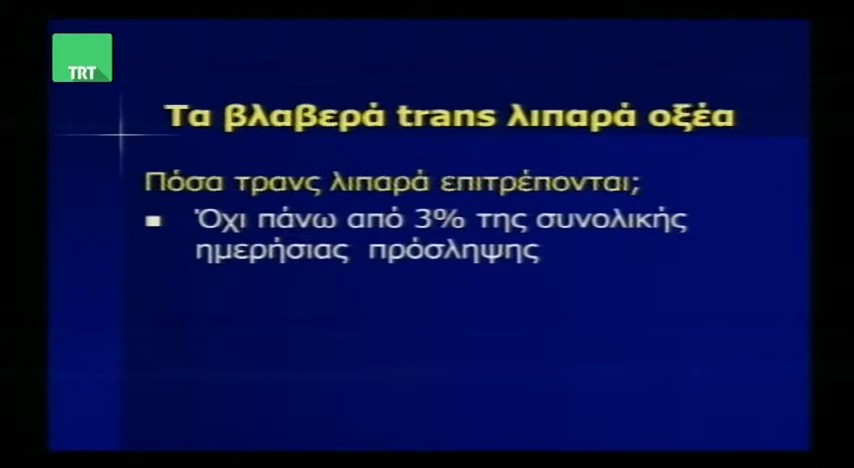 TRT
Τα βλαβερά trans λιπαρά οξέα
Πόσα τρανς λιπαρά επιτρέπονται;
Όχι πάνω από 3% της συνολικής
ημερήσιας πρόσληψης